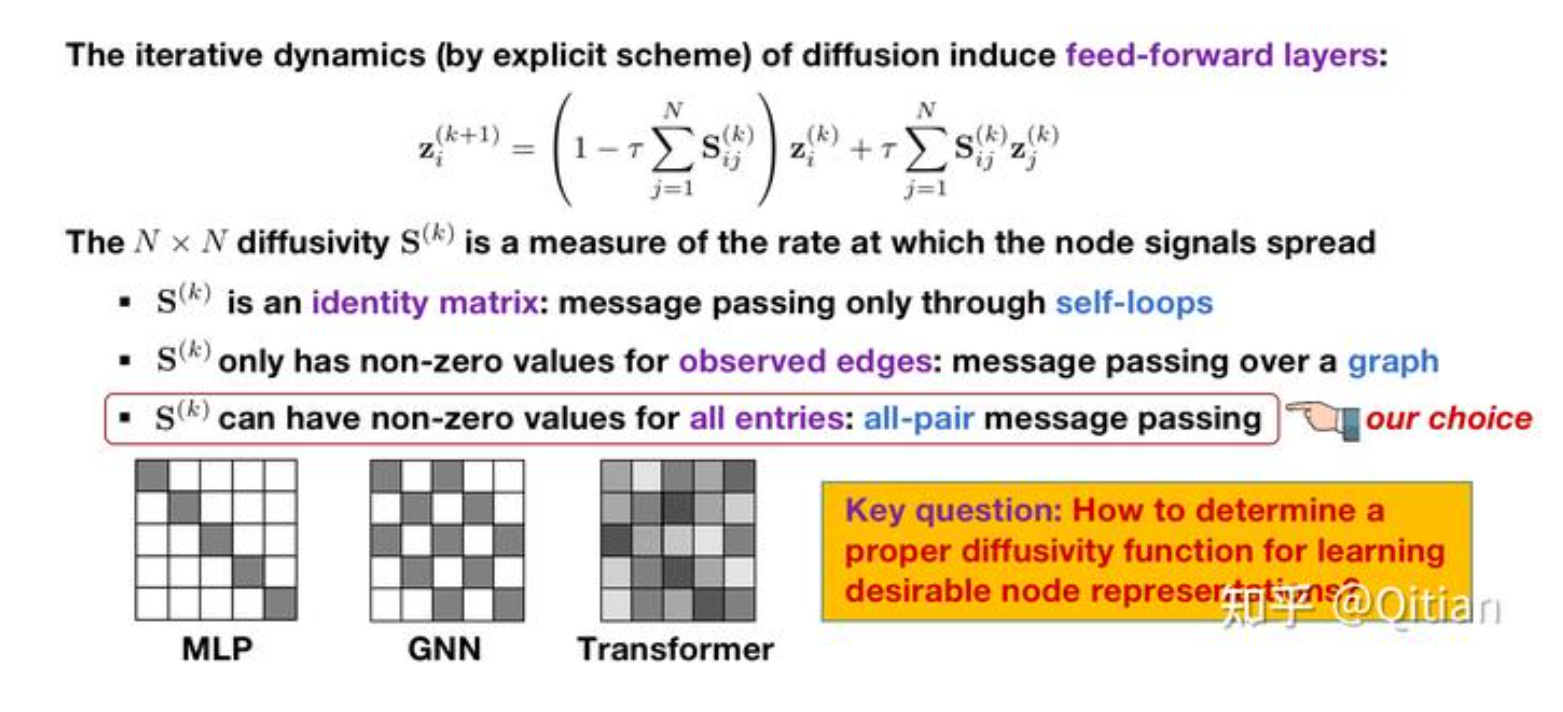 The iterative dynamics (by explicit scheme) of diffusion induce feed-forward layers:
$\mathbf{z}_i^{(k+1)} = \left(1 - \tau \sum_{j=1}^{N} \mathbf{S}_{ij}^{(k)}\right) \mathbf{z}_i^{(k)} + \tau \sum_{j=1}^{N} \mathbf{S}_{ij}^{(k)} \mathbf{z}_j^{(k)}$
The $N \times N$ diffusivity $\mathbf{S}^{(k)}$ is a measure of the rate at which the node signals spread
▪ $\mathbf{S}^{(k)}$ is an identity matrix: message passing only through self-loops
▪ $\mathbf{S}^{(k)}$ only has non-zero values for observed edges: message passing over a graph
▪ $\mathbf{S}^{(k)}$ can have non-zero values for all entries: all-pair message passing our choice
Key question: How to determine a
proper diffusivity function for learning
desirable node representations?
知乎 @Qitian
MLP GNN Transformer